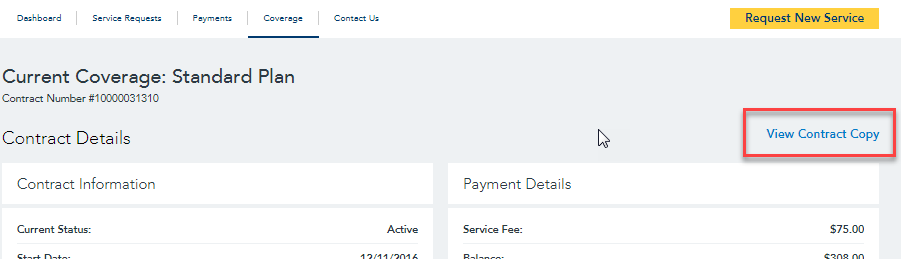 Dashboard Service Requests Payments Coverage Contact Us Request New Service
Current Coverage: Standard Plan
Contract Number #10000031310
Contract Details View Contract Copy
Contract Information Payment Details
Current Status: Active Service Fee: $75.00
Start Date: 12/11/2016 Balance: $308.00